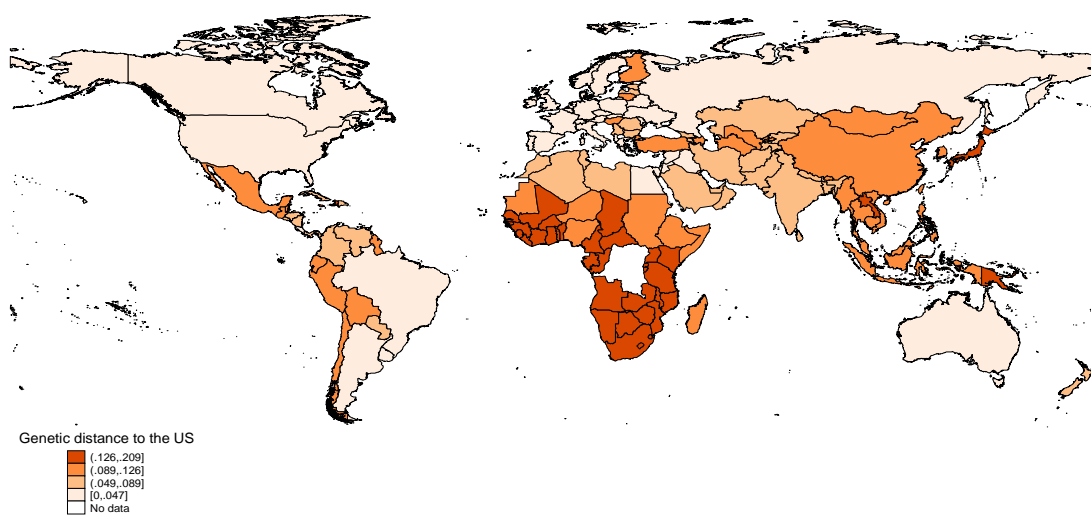 Genetic distance to the US
(.126,.209]
(.089,.126]
(.049,.089]
[0,.047]
No data